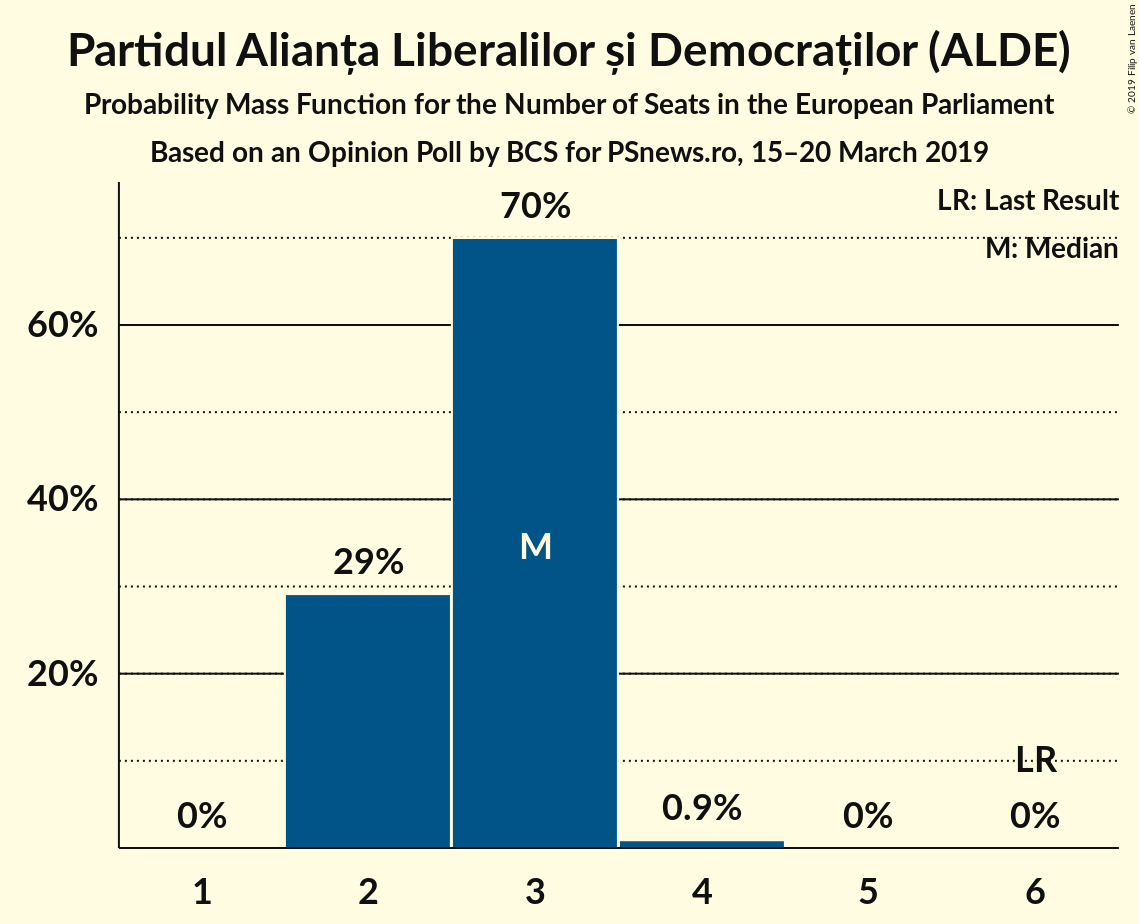 Partidul Alianța Liberalilor și Democraților (ALDE)
Probability Mass Function for the Number of Seats in the European Parliament
Based on an Opinion Poll by BCS for PSnews.ro, 15–20 March 2019
© 2019 Filip van Laenen
LR: Last Result
M: Median
70%
60%
40%
29%
M
20%
LR
0%
0.9%
0%
0%
1 2 3 4 5 6